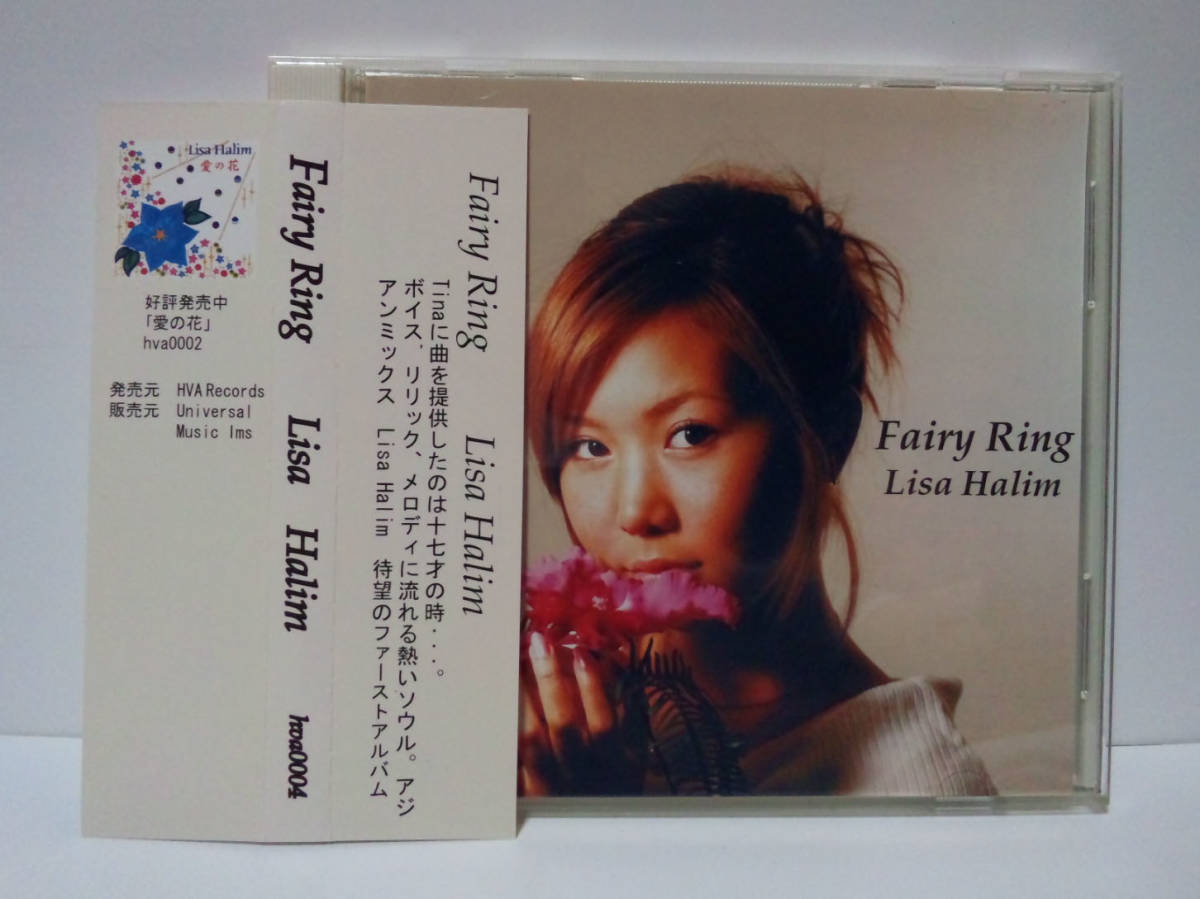 Lisa Halim
愛の花
好評発売中
「愛の花」
hva0002
発売元 HVA Records
販売元 Universal
Music Ims
Fairy Ring Lisa Halim hva0004
Fairy Ring Lisa Halim
Tinaに曲を提供したのは十七才の時・・・。
ボイス，リリック、メロディに流れる熱いソウル。アジ
アンミックス Lisa Halim 待望のファーストアルバム
Fairy Ring
Lisa Halim